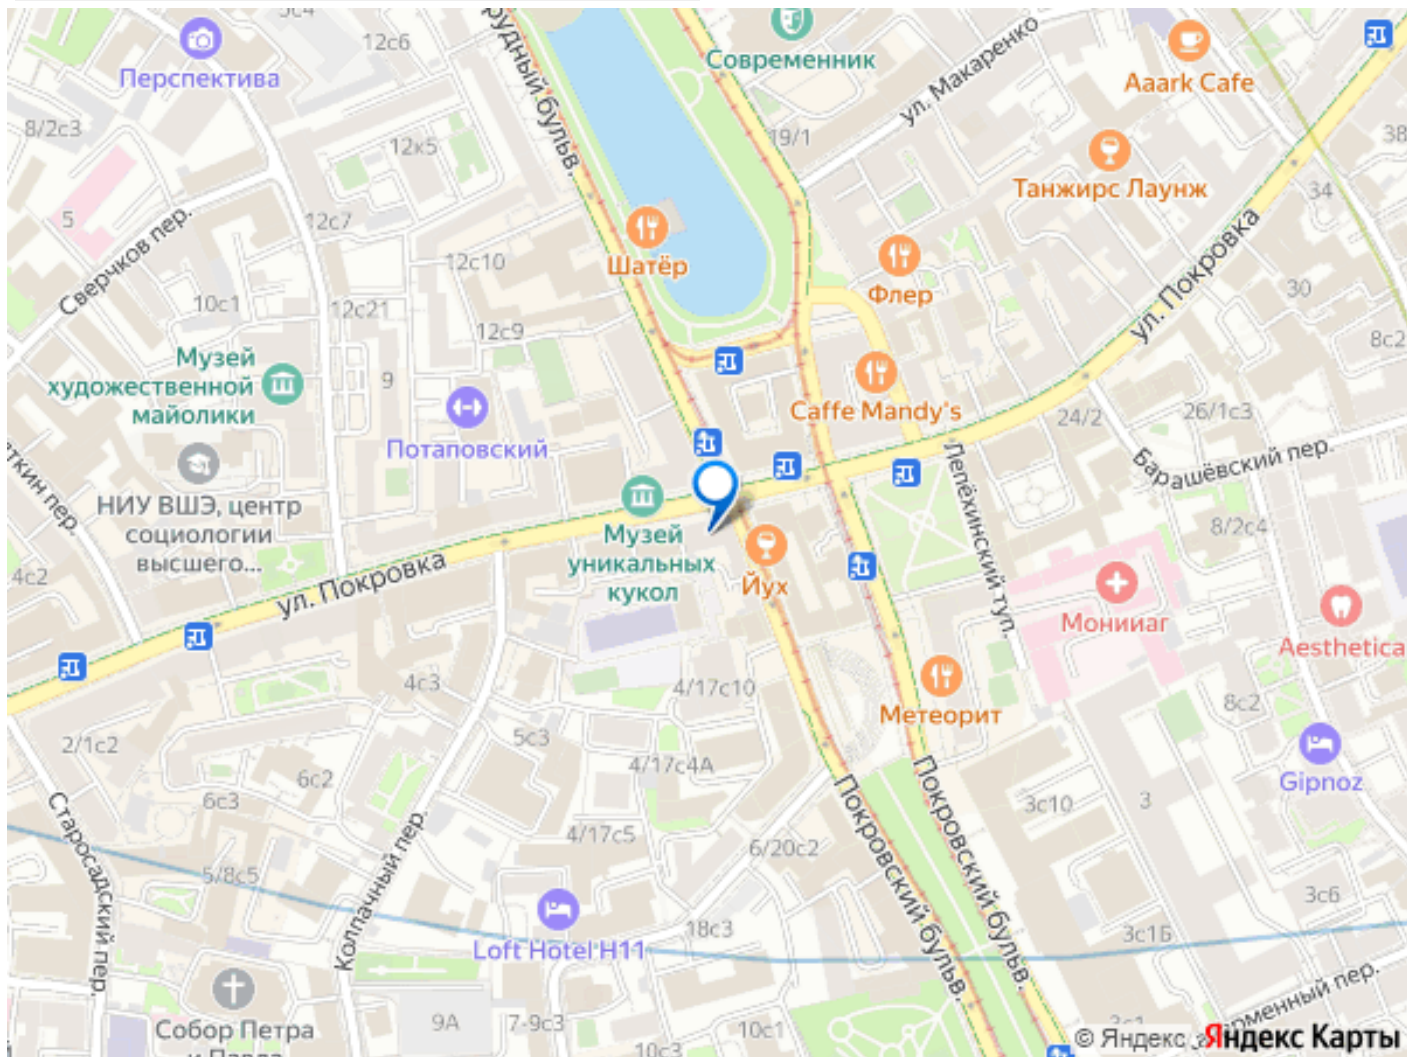 12с6
Перспектива
Современник
ул. Макаренко
Aaark Cafe
8/2с3
12к5
19/1
38
Танжирс Лаунж
34
5
12с7
Сверчков пер.
Шатёр
12с10
Флер
ул. Покровка
30
10с1
12с21
12с9
8с2
Музей
художественной
майолики
9
Caffe Mandy's
24/2
26/1с3
Потаповский
Барашёвский пер.
НИУ ВШЭ, центр
социологии
высшего...
Музей
уникальных
кукол
Лепёхинский туп.
8/2с4
4с2
ул. Покровка
Йух
Мониаг
Aesthetica
4с3
4/17с10
Метеорит
8с2
2/1с2
5с3
4/17с4А
Gipnoz
6с2
6с3
Покровский бульв.
Покровский бульв.
3с10
3
Старосадский пер.
Колпачный пер.
4/17с5
6/20с2
5/8с5
3с6
Loft Hotel H11
18с3
3с16
Собор Петра
9А
7-9с3
10с1
10с3
© Яндекс
Яндекс Карты